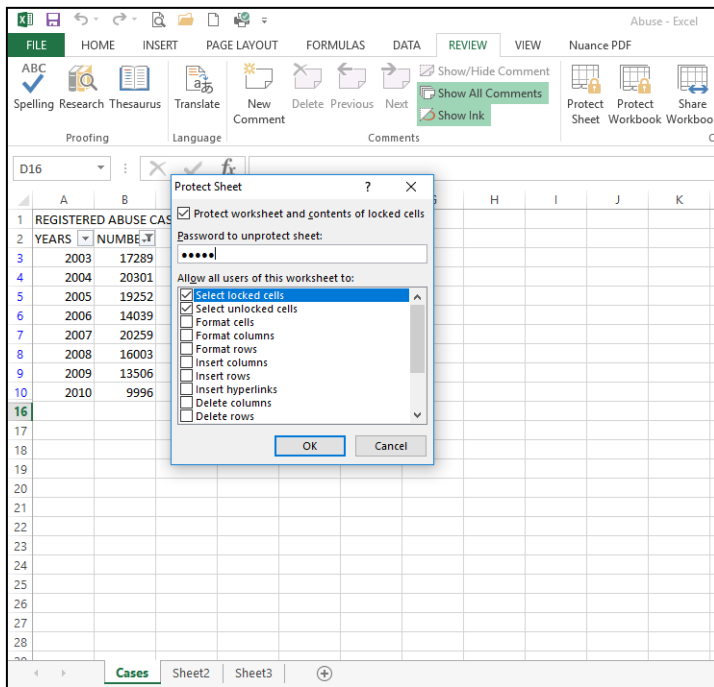 Abuse - Excel
FILE HOME INSERT PAGE LAYOUT FORMULAS DATA REVIEW VIEW Nuance PDF
ABC
Spelling Research Thesaurus Translate New Comment Delete Previous Next Show/Hide Comment
Show All Comments
Show Ink
Protect Sheet Protect Workbook Share Workboo
Proofing Language Comments
D16 fx
Protect Sheet ? X
Protect worksheet and contents of locked cells
Password to unprotect sheet:
•••••
Allow all users of this worksheet to:
Select locked cells
Select unlocked cells
Format cells
Format columns
Format rows
Insert columns
Insert rows
Insert hyperlinks
Delete columns
Delete rows
OK Cancel
A B H I J K
1 REGISTERED ABUSE CAS
2 YEARS NUMBE
3 2003 17289
4 2004 20301
5 2005 19252
6 2006 14039
7 2007 20259
8 2008 16003
9 2009 13506
10 2010 9996
16
17
18
19
20
21
22
23
24
25
26
27
28
Cases Sheet2 Sheet3